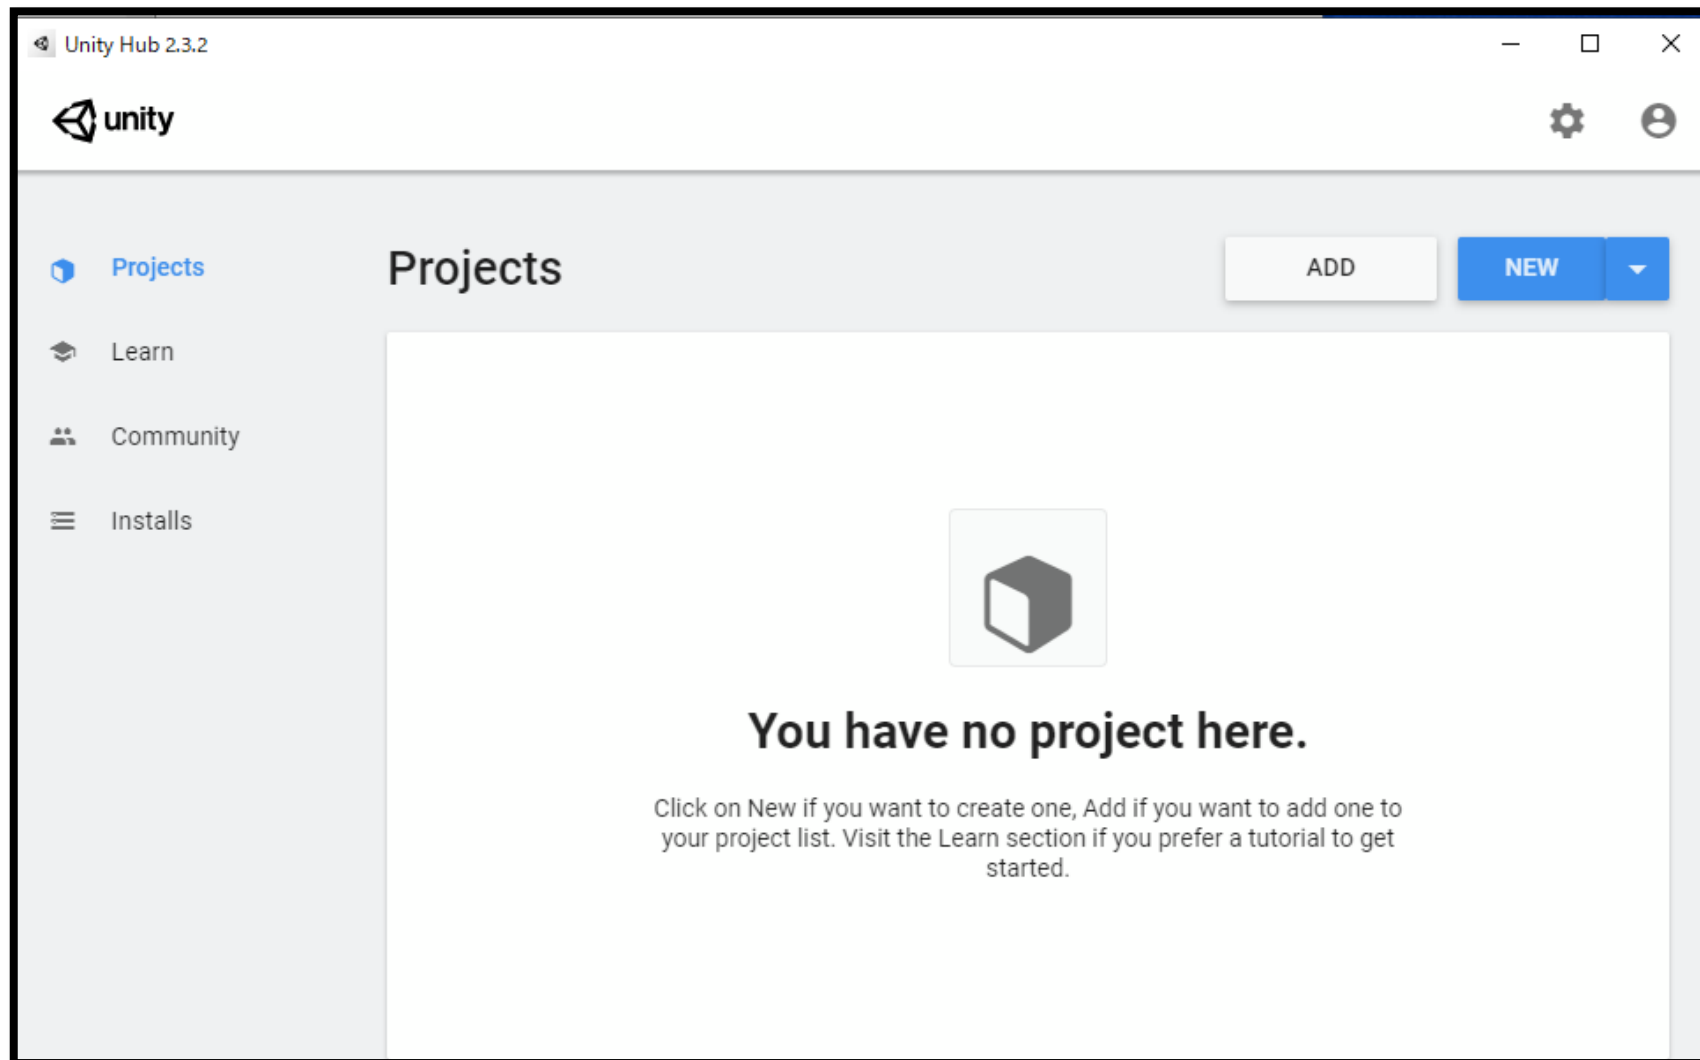 Unity Hub 2.3.2
unity
Projects
Learn
Community
Installs
Projects
ADD
NEW
You have no project here.
Click on New if you want to create one, Add if you want to add one to
your project list. Visit the Learn section if you prefer a tutorial to get
started.